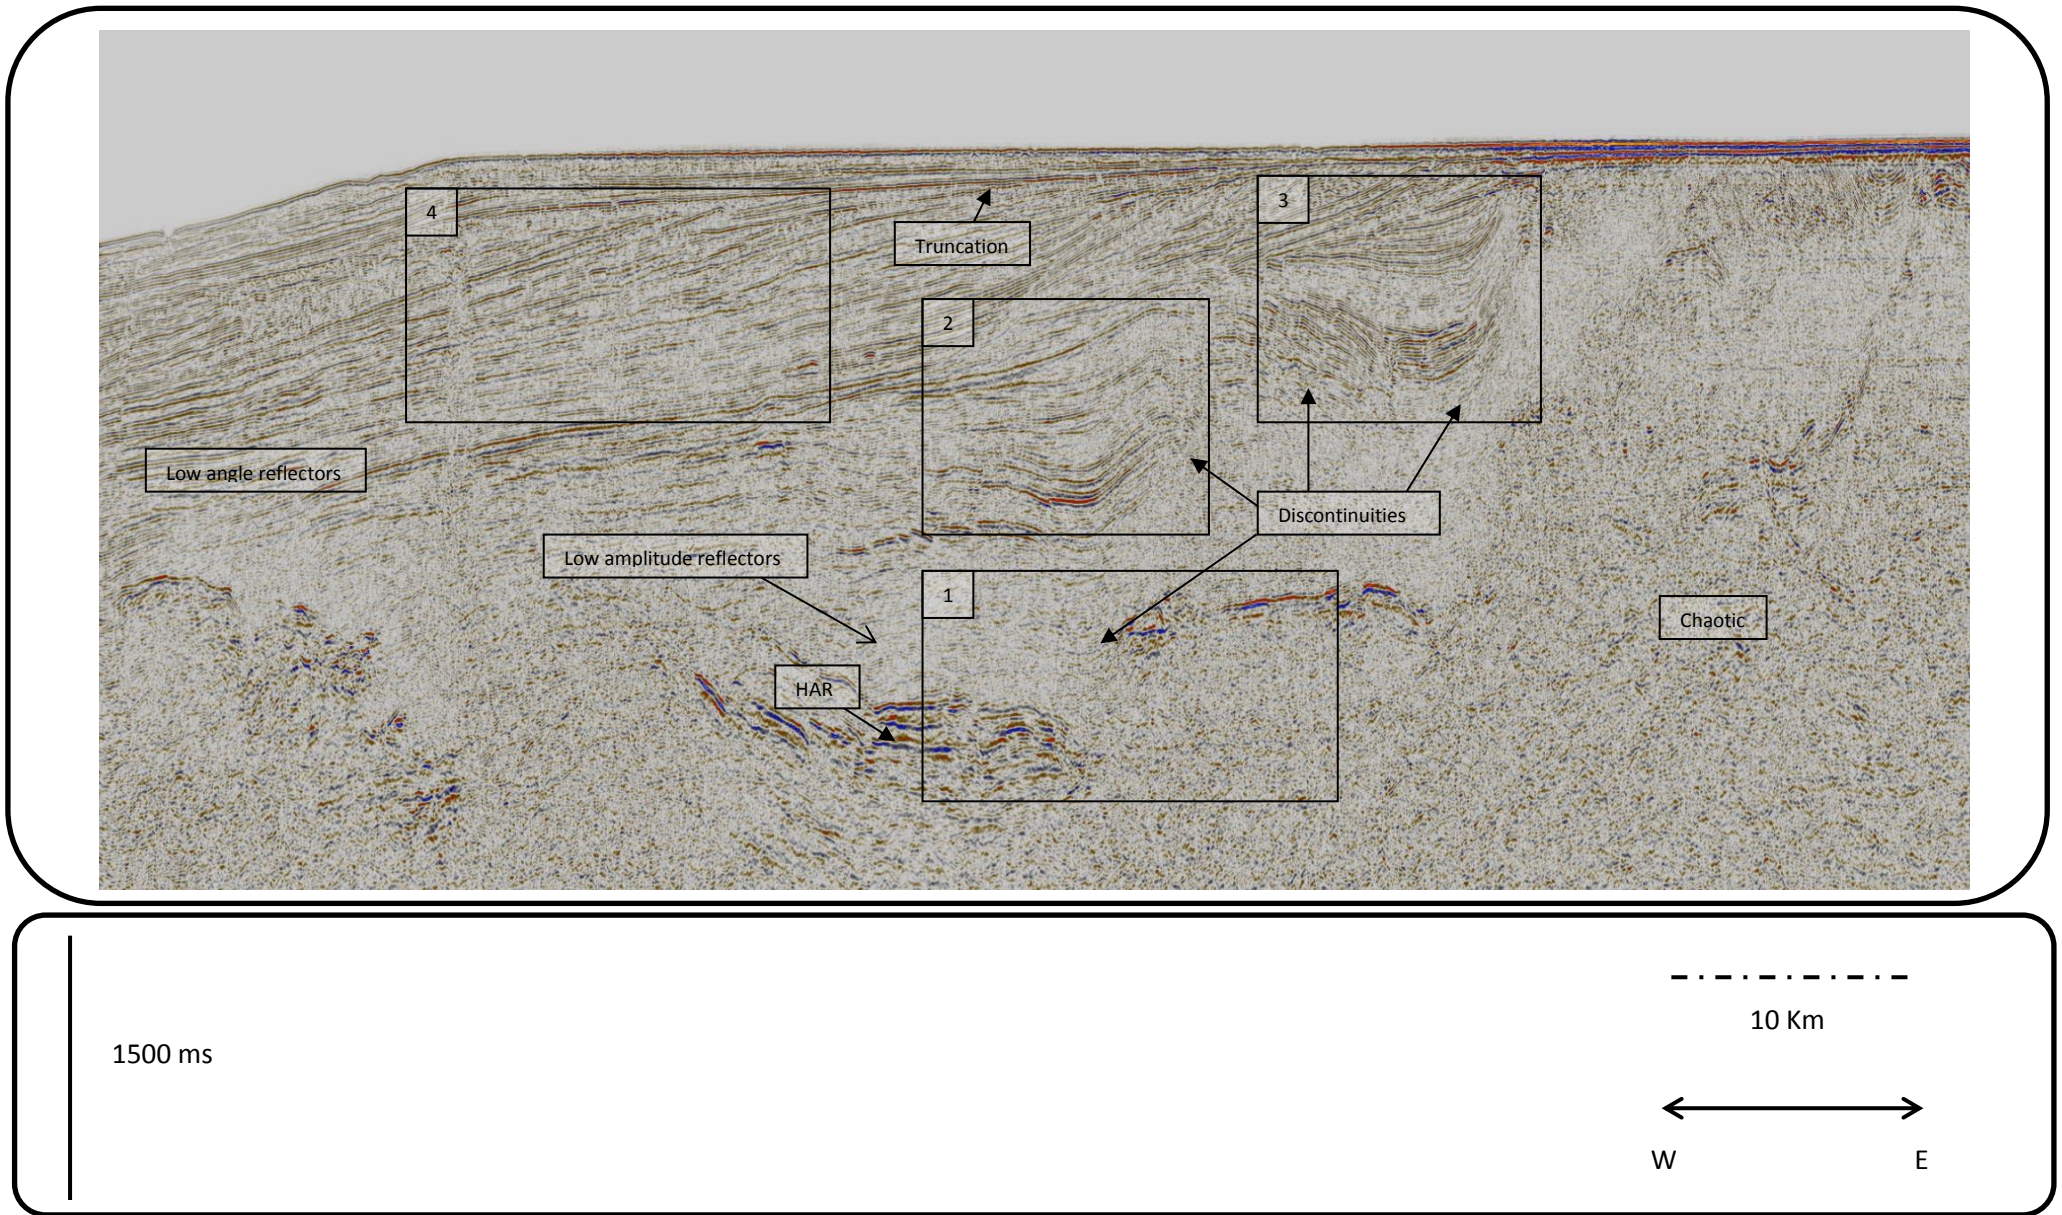 4
3
Truncation
2
Low angle reflectors
Discontinuities
Low amplitude reflectors
1
Chaotic
HAR
10 Km
1500 ms
W
E